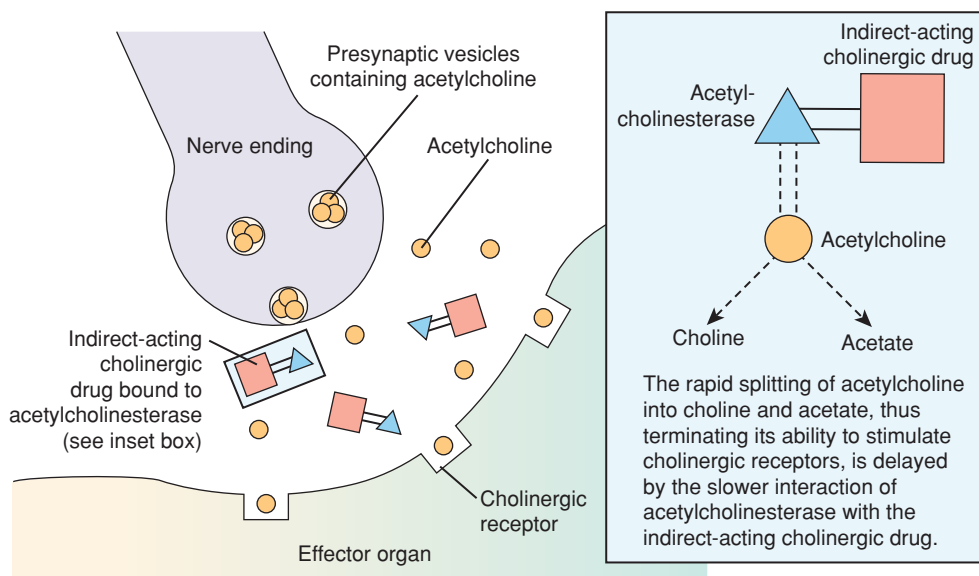 Presynaptic vesicles
containing acetylcholine
Nerve ending
Acetylcholine
Indirect-acting
cholinergic
drug bound to
acetylcholinesterase
(see inset box)
Cholinergic
receptor
Effector organ
Indirect-acting
cholinergic drug
Acetyl-
cholinesterase
Acetylcholine
Choline
Acetate
The rapid splitting of acetylcholine
into choline and acetate, thus
terminating its ability to stimulate
cholinergic receptors, is delayed
by the slower interaction of
acetylcholinesterase with the
indirect-acting cholinergic drug.